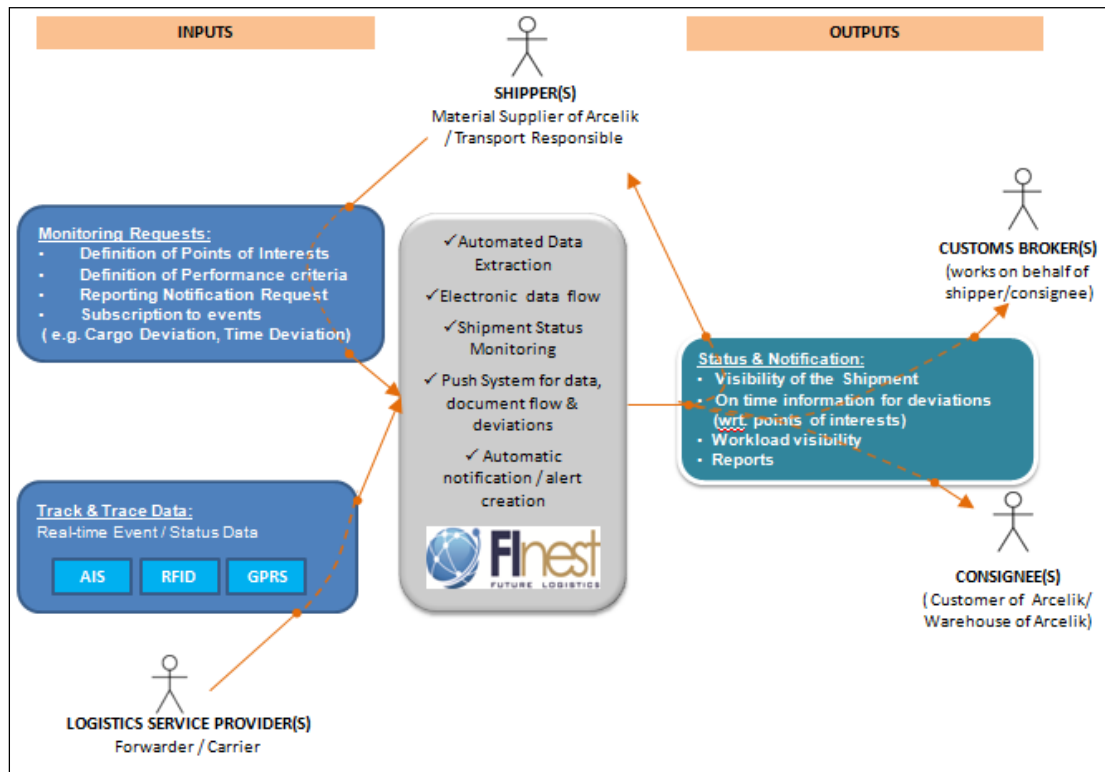 INPUTS
OUTPUTS
SHIPPER(S)
Material Supplier of Arcelik
/ Transport Responsible
Monitoring Requests:
• Definition of Points of Interests
• Definition of Performance criteria
• Reporting Notification Request
• Subscription to events
( e.g. Cargo Deviation, Time Deviation)
✓Automated Data
Extraction
✓Electronic data flow
✓Shipment Status
Monitoring
✓ Push System for data,
document flow &
deviations
✓ Automatic
notification / alert
creation
FInest
FUTURE LOGISTICS
CUSTOMS BROKER(S)
(works on behalf of
shipper/consignee)
Status & Notification:
• Visibility of the Shipment
• On time information for deviations
(wrt. points of interests)
• Workload visibility
• Reports
Track & Trace Data:
Real-time Event / Status Data
AIS
RFID
GPRS
CONSIGNEE(S)
( Customer of Arcelik/
Warehouse of Arcelik)
LOGISTICS SERVICE PROVIDER(S)
Forwarder / Carrier